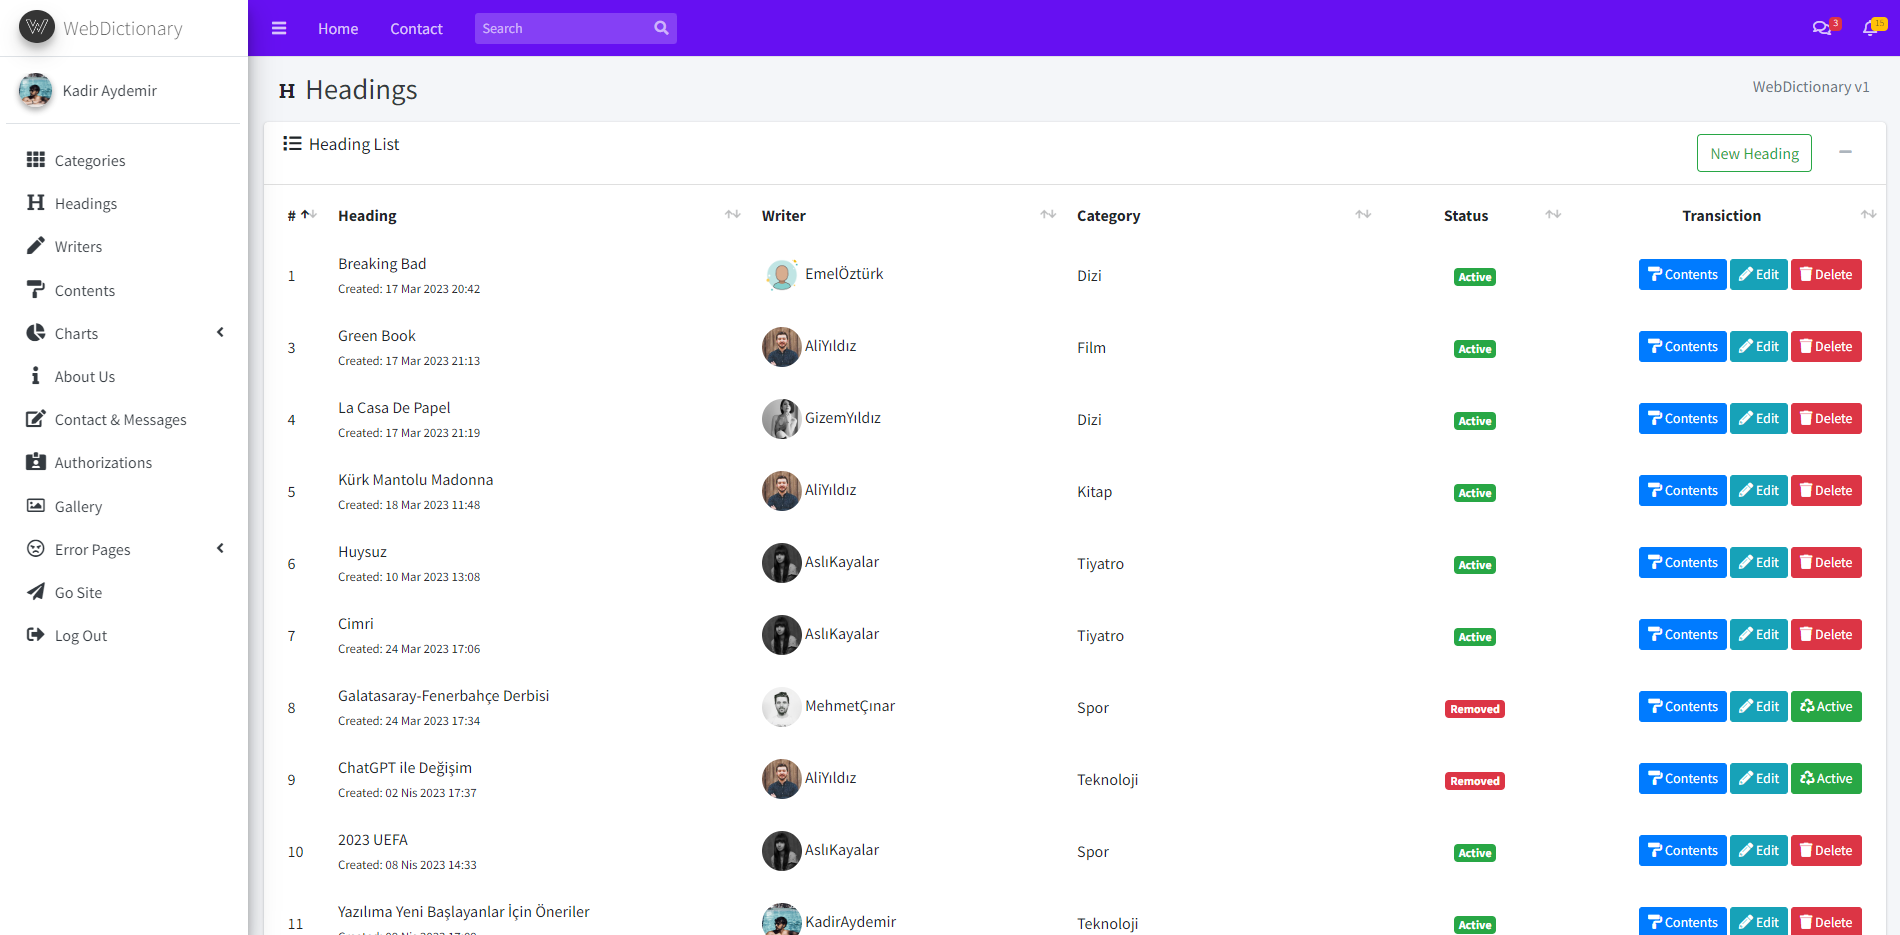 WebDictionary
Home Contact Search 3 15
Kadir Aydemir
Categories
Headings
Writers
Contents
Charts
About Us
Contact & Messages
Authorizations
Gallery
Error Pages
Go Site
Log Out
Headings
WebDictionary v1
Heading List
New Heading
# Heading Writer Category Status Transiction
Breaking Bad
1 Created: 17 Mar 2023 20:42 EmelÖztürk Dizi Active Contents Edit Delete
Green Book
3 Created: 17 Mar 2023 21:13 AliYıldız Film Active Contents Edit Delete
La Casa De Papel
4 Created: 17 Mar 2023 21:19 GizemYıldız Dizi Active Contents Edit Delete
Kürk Mantolu Madonna
5 Created: 18 Mar 2023 11:48 AliYıldız Kitap Active Contents Edit Delete
Huysuz
6 Created: 10 Mar 2023 13:08 AslıKayalar Tiyatro Active Contents Edit Delete
Cimri
7 Created: 24 Mar 2023 17:06 AslıKayalar Tiyatro Active Contents Edit Delete
Galatasaray-Fenerbahçe Derbisi
8 Created: 24 Mar 2023 17:34 MehmetÇınar Spor Removed Contents Edit Active
ChatGPT ile Değişim
9 Created: 02 Nis 2023 17:37 AliYıldız Teknoloji Removed Contents Edit Active
2023 UEFA
10 Created: 08 Nis 2023 14:33 AslıKayalar Spor Active Contents Edit Delete
Yazılıma Yeni Başlayanlar İçin Öneriler
11 KadirAydemir Teknoloji Active Contents Edit Delete